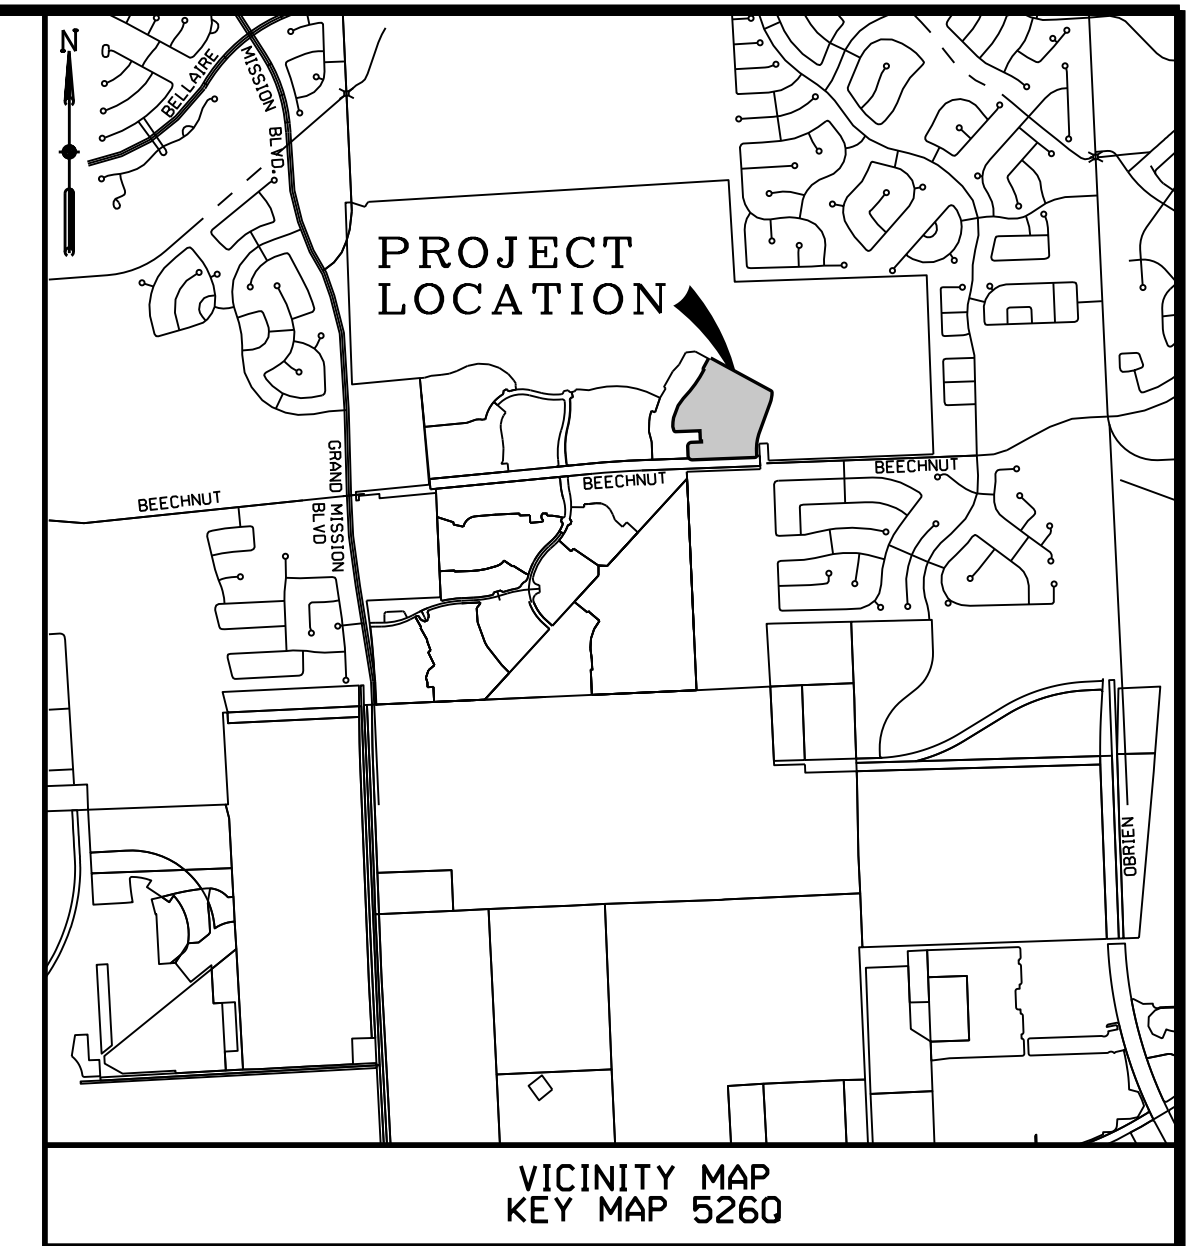 N
BELLAIRE
MISSION BLVD.
PROJECT
LOCATION
GRAND MISSION
BLVD
BEECHNUT
BEECHNUT
BEECHNUT
OBRIEN
VICINITY MAP
KEY MAP 526Q